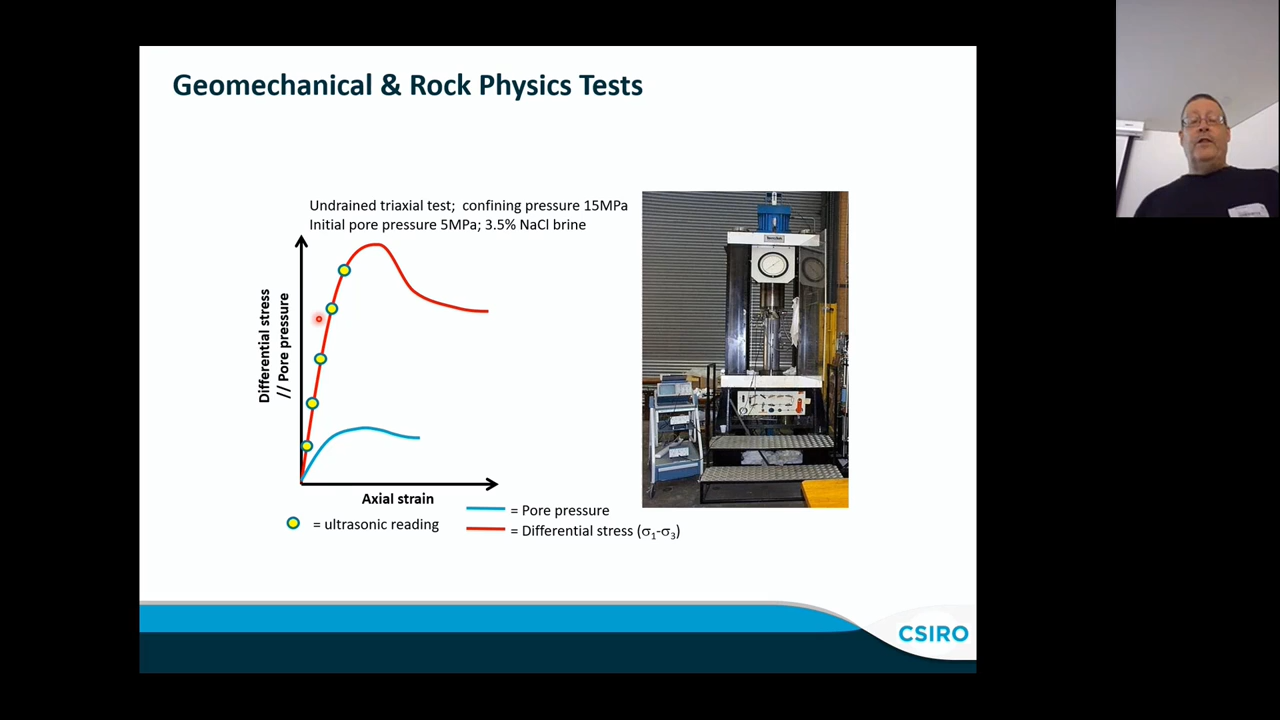 Geomechanical & Rock Physics Tests
Undrained triaxial test;  confining pressure 15MPa
Initial pore pressure 5MPa; 3.5% NaCl brine
Differential stress
// Pore pressure
Axial strain
= ultrasonic reading
= Pore pressure
= Differential stress (σ₁-σ₃)
CSIRO